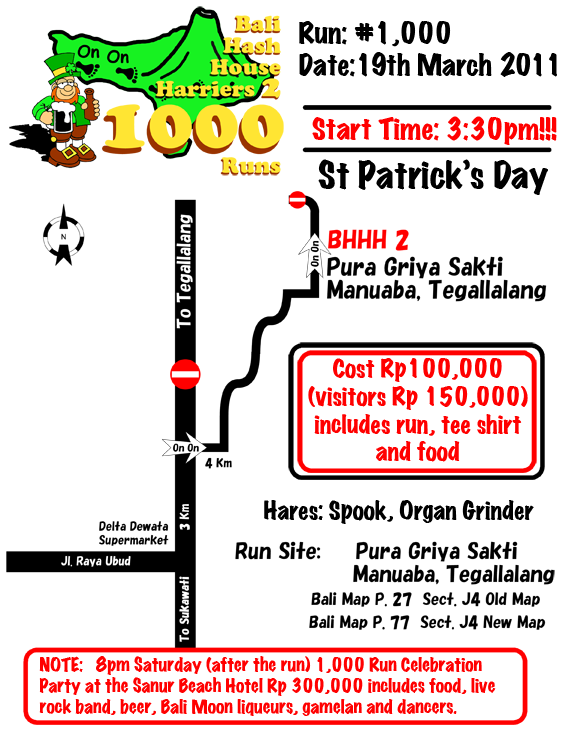 Bali
Hash
House
Harriers 2
1000
Runs
On On
Run: #1,000
Date:19th March 2011
Start Time: 3:30pm!!!
St Patrick's Day
N
To Tegallalang
BHHH 2
On On
Pura Griya Sakti
Manuaba, Tegallalang
Cost Rp100,000
(visitors Rp 150,000)
includes run, tee shirt
and food
On On
4 Km
3 Km
Delta Dewata
Supermarket
Jl. Raya Ubud
To Sukawati
Hares: Spook, Organ Grinder
Run Site: Pura Griya Sakti
Manuaba, Tegallalang
Bali Map P. 27 Sect. J4 Old Map
Bali Map P. 77 Sect. J4 New Map
NOTE: 8pm Saturday (after the run) 1,000 Run Celebration
Party at the Sanur Beach Hotel Rp 300,000 includes food, live
rock band, beer, Bali Moon liqueurs, gamelan and dancers.